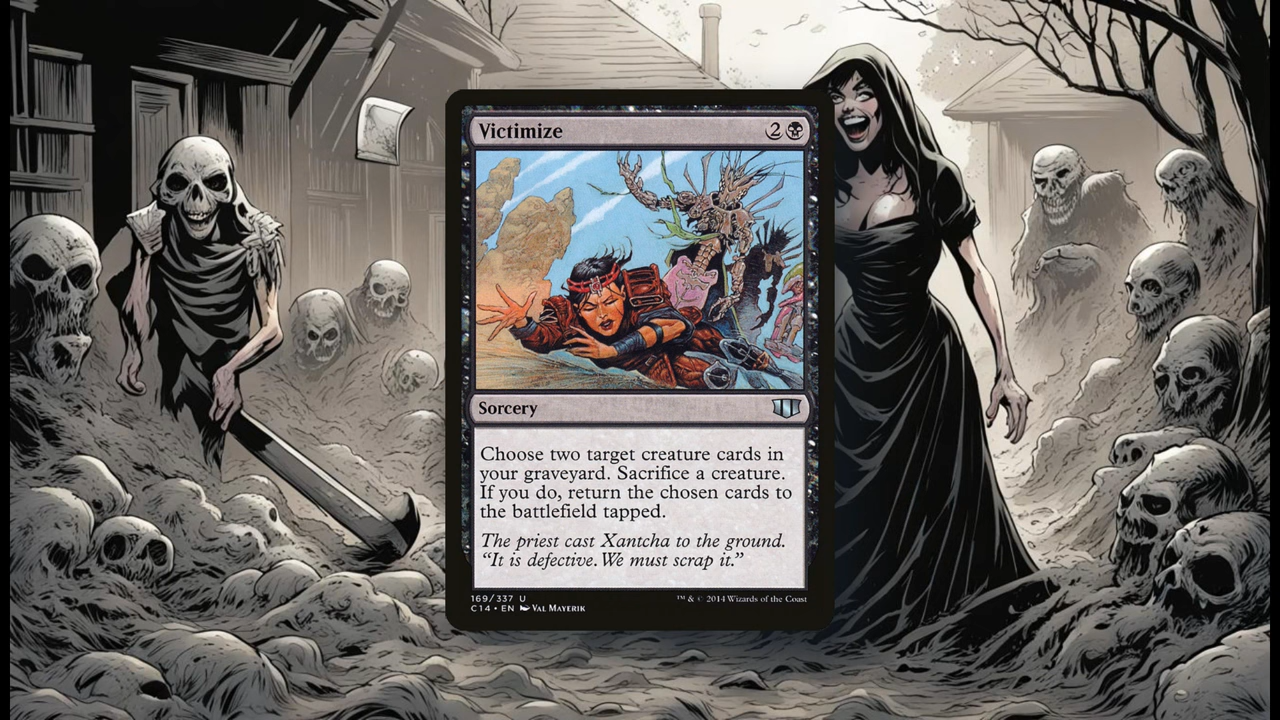 Victimize 2
Sorcery
Choose two target creature cards in
your graveyard. Sacrifice a creature.
If you do, return the chosen cards to
the battlefield tapped.
The priest cast Xantcha to the ground.
“It is defective. We must scrap it.”
169/337 U
™ & © 2014 Wizards of the Coast
C14 • EN Val Mayerik